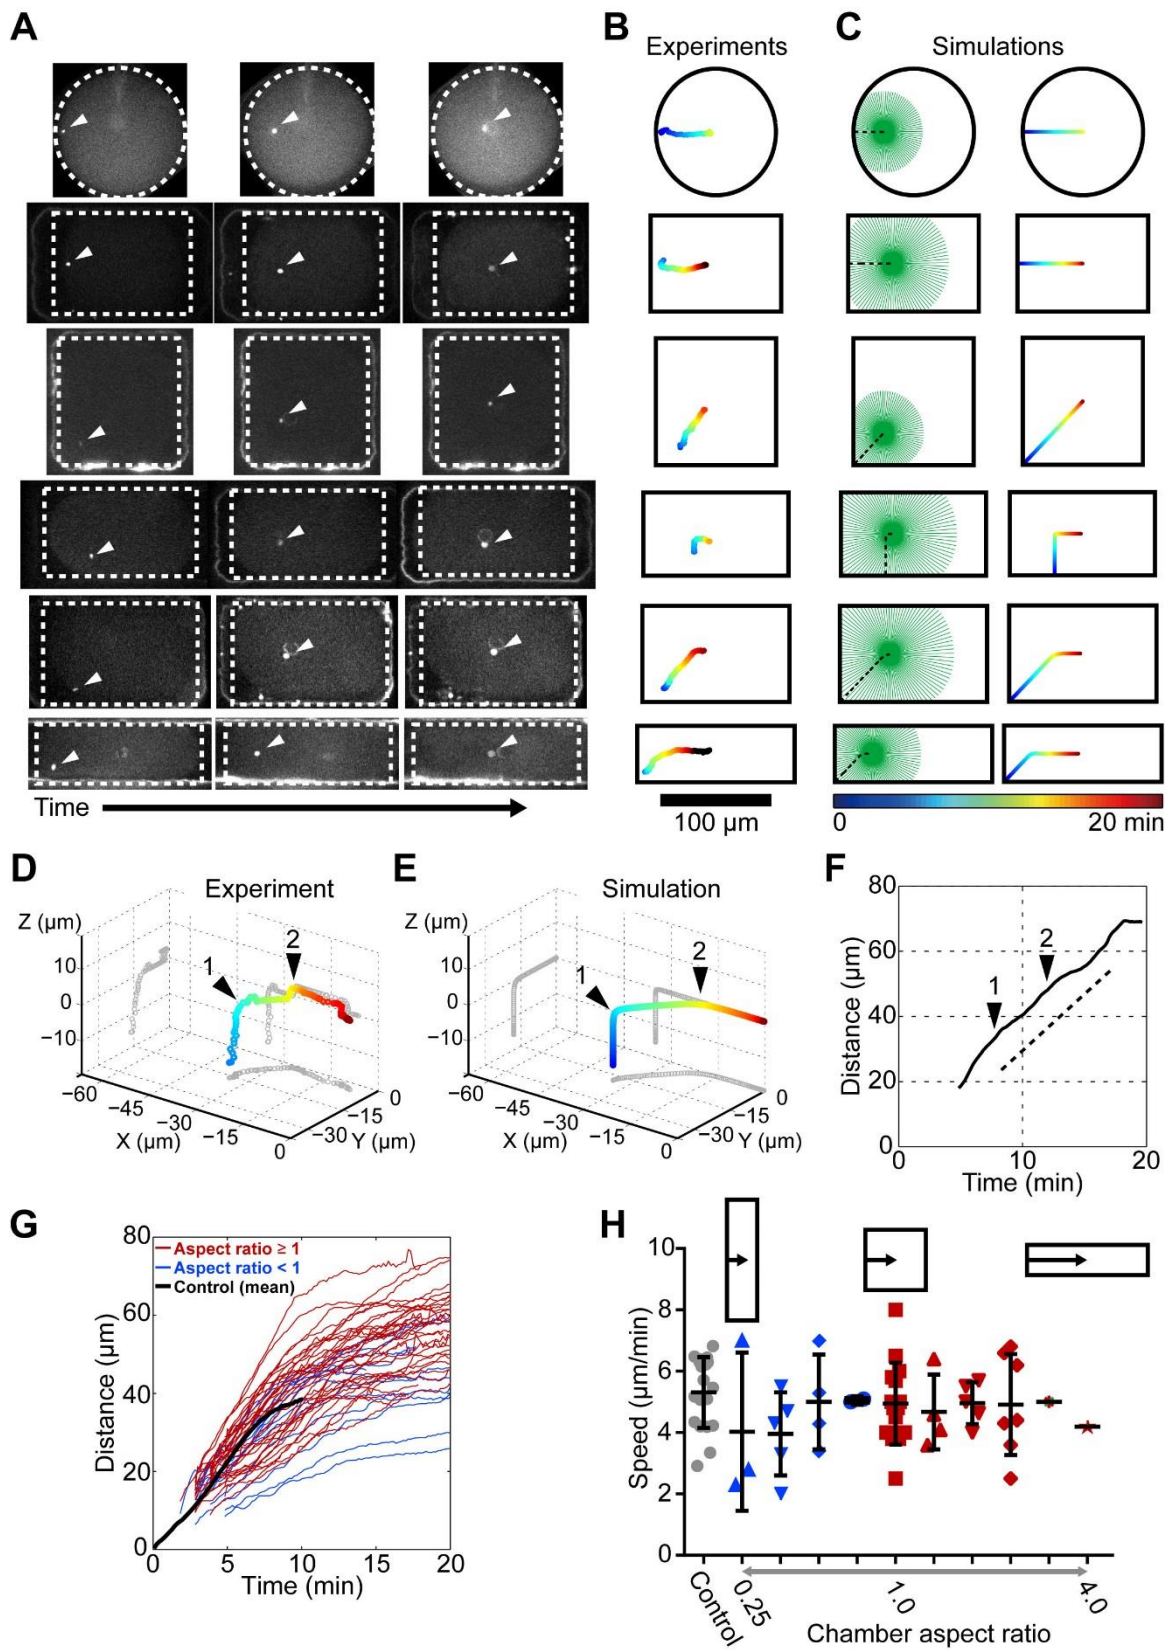 A
B
C
Experiments
Simulations
Time
100 µm
0
20 min
D
E
F
Experiment
Simulation
Z (µm)
10
0
−10
−60
−45
−30
−15
0
X (µm)
−30
−15
0
Y (µm)
1
2
Z (µm)
10
0
−10
−60
−45
−30
−15
0
X (µm)
−30
−15
0
Y (µm)
1
2
80
60
40
20
0
Distance (µm)
1
2
0
10
20
Time (min)
G
H
80
60
40
20
0
Distance (µm)
Aspect ratio ≥ 1
Aspect ratio < 1
Control (mean)
0
5
10
15
20
Time (min)
10
8
6
4
2
0
Speed (µm/min)
Control
0.25
1.0
4.0
Chamber aspect ratio